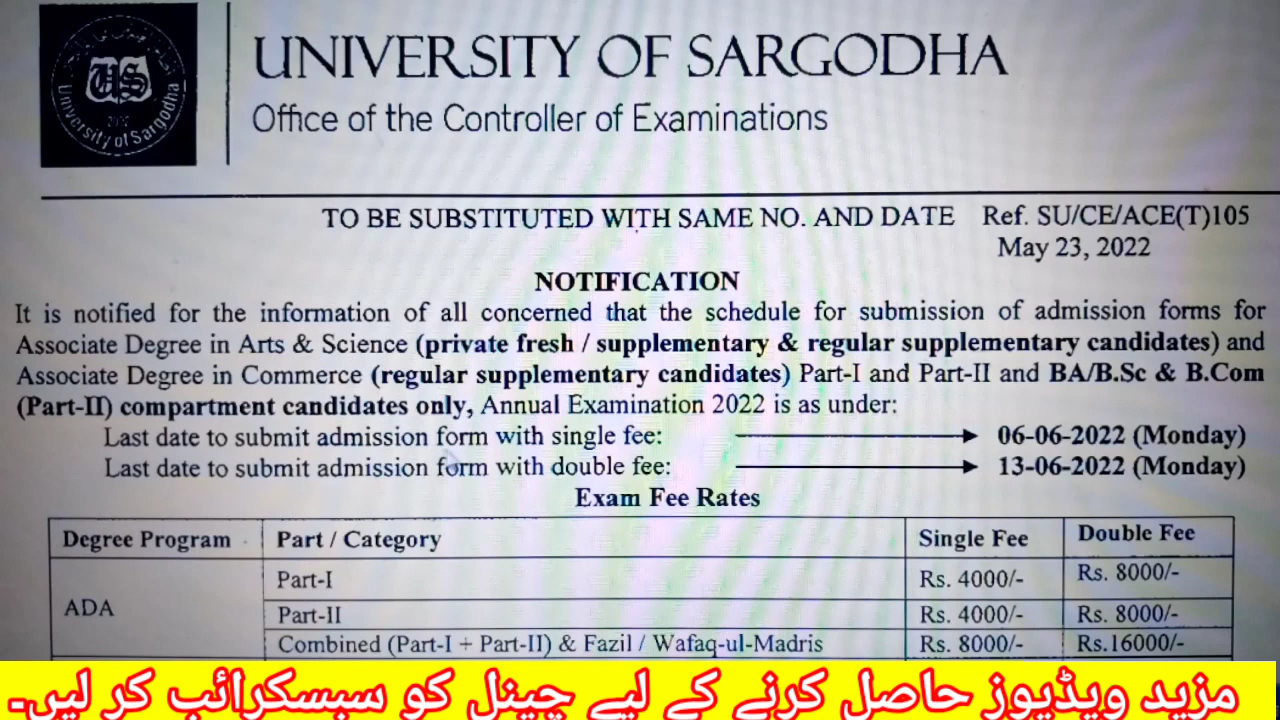 UNIVERSITY OF SARGODHA
Office of the Controller of Examinations
US
University of Sargodha
TO BE SUBSTITUTED WITH SAME NO. AND DATE Ref. SU/CE/ACE(T)105
May 23, 2022
NOTIFICATION
It is notified for the information of all concerned that the schedule for submission of admission forms for
Associate Degree in Arts & Science (private fresh / supplementary & regular supplementary candidates) and
Associate Degree in Commerce (regular supplementary candidates) Part-I and Part-II and BA/B.Sc & B.Com
(Part-II) compartment candidates only, Annual Examination 2022 is as under:
Last date to submit admission form with single fee: 06-06-2022 (Monday)
Last date to submit admission form with double fee: 13-06-2022 (Monday)
Exam Fee Rates
Degree Program Part / Category Single Fee Double Fee
ADA Part-I Rs. 4000/- Rs. 8000/-
Part-II Rs. 4000/- Rs. 8000/-
Combined (Part-I + Part-II) & Fazil / Wafaq-ul-Madris Rs. 8000/- Rs.16000/-
مزید ویڈیوز حاصل کرنے کے لیے چینل کو سبسکرائب کر لیں۔